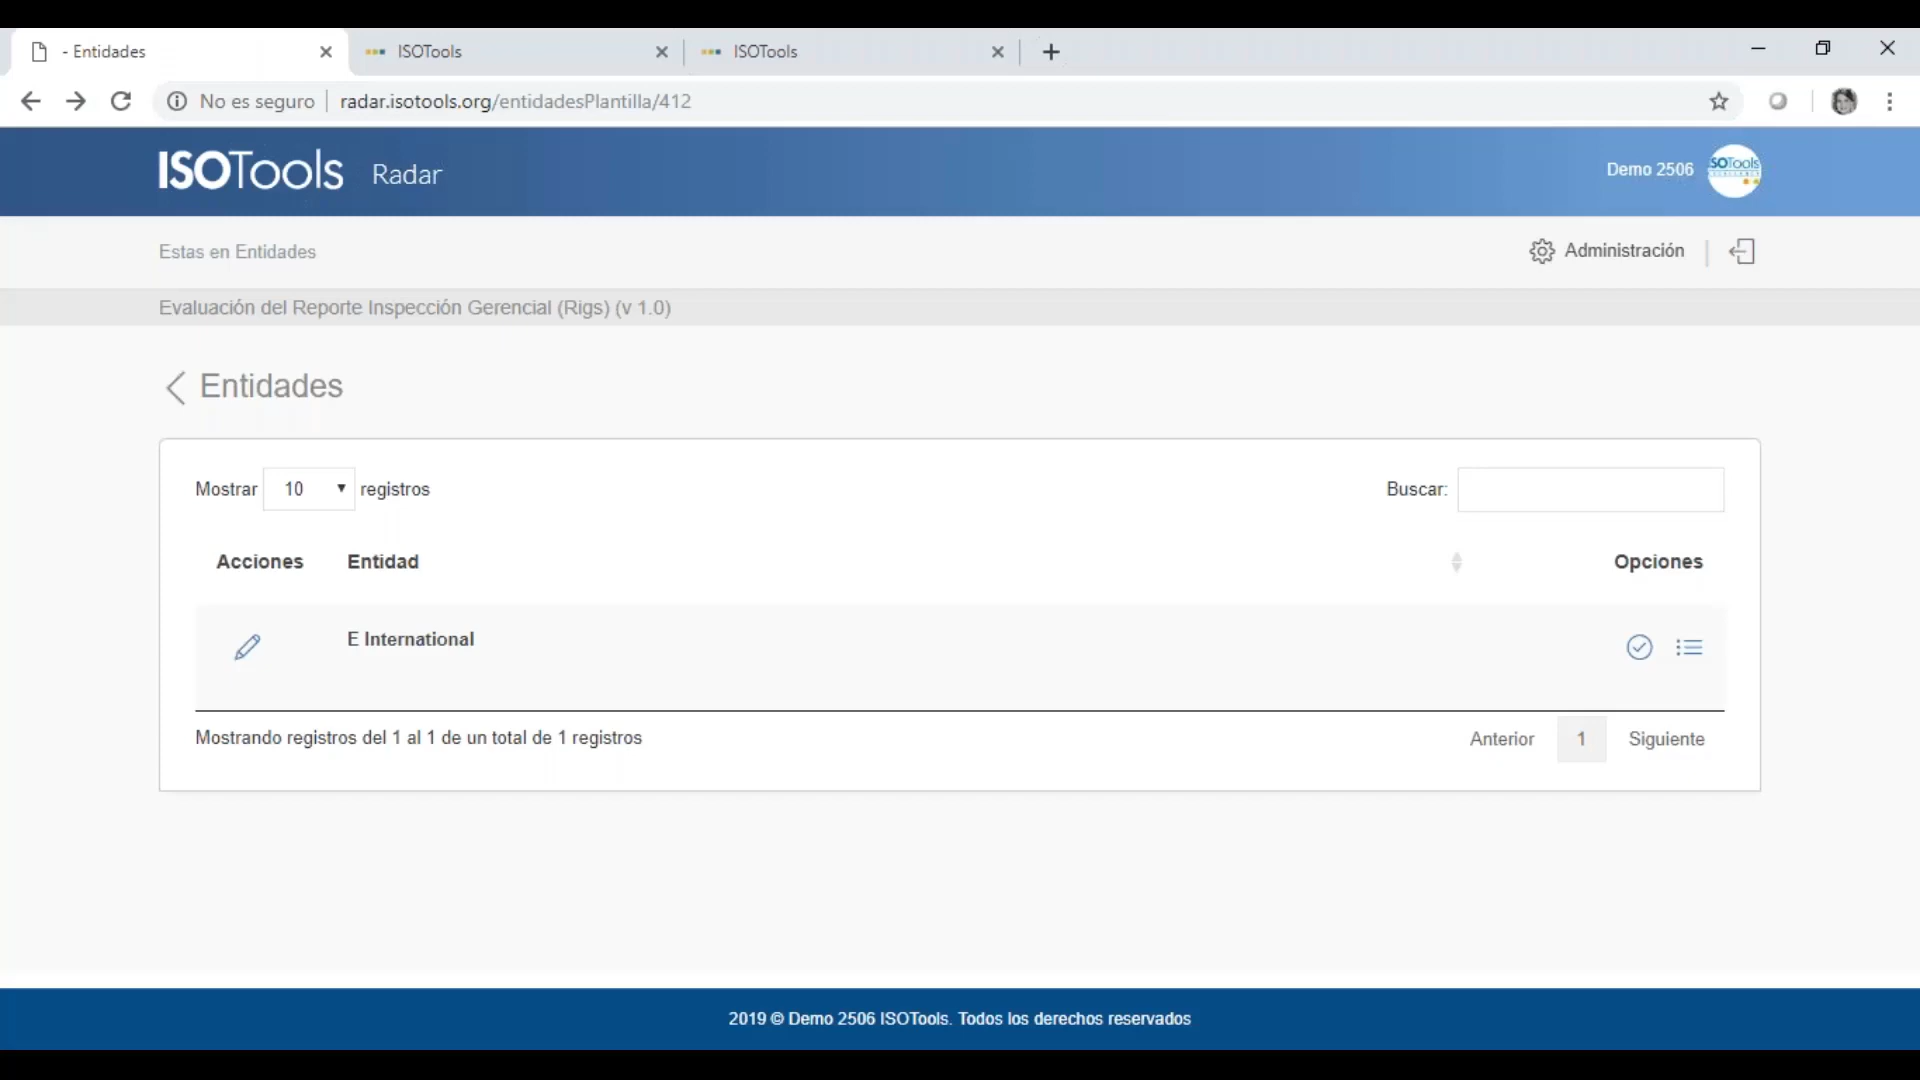 - Entidades
ISOTools
ISOTools
No es seguro
radar.isotools.org/entidadesPlantilla/412
ISOTools Radar
Demo 2506
ISOTools
Estas en Entidades
Administración
Evaluación del Reporte Inspección Gerencial (Rigs) (v 1.0)
Entidades
Mostrar 10 registros
Buscar:
Acciones Entidad Opciones
E International
Mostrando registros del 1 al 1 de un total de 1 registros
Anterior 1 Siguiente
2019 © Demo 2506 ISOTools. Todos los derechos reservados